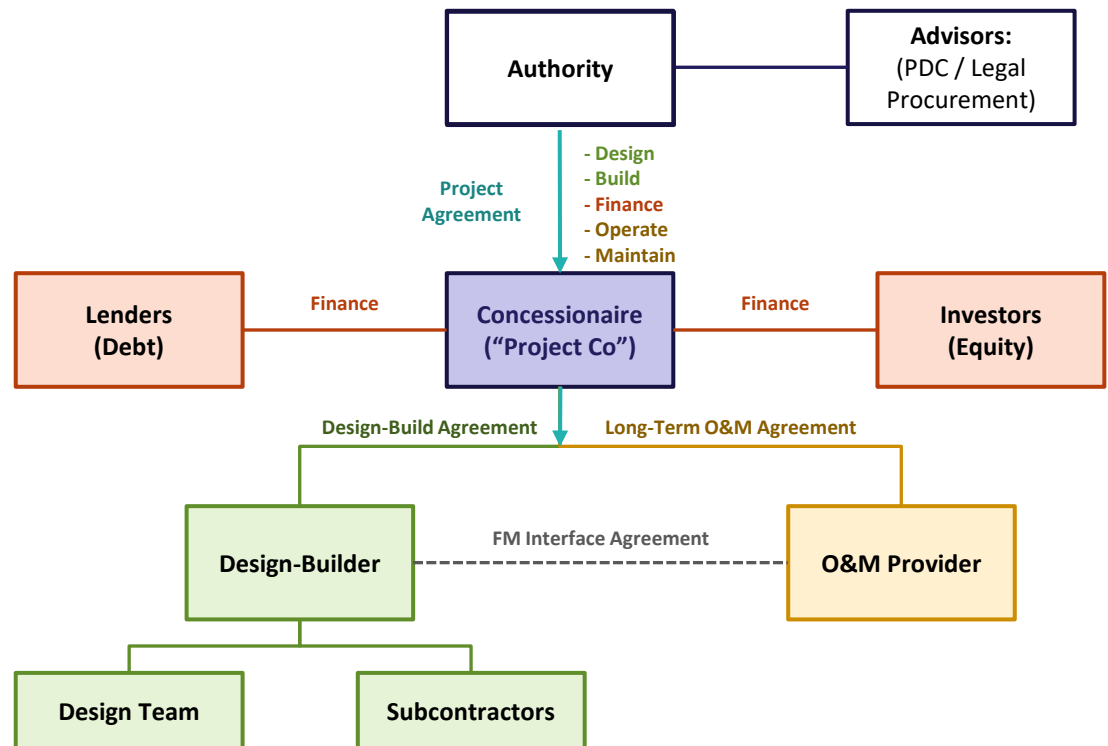 Authority
Advisors:
(PDC / Legal
Procurement)
Project
Agreement
- Design
- Build
- Finance
- Operate
- Maintain
Lenders
(Debt)
Finance
Concessionaire
(“Project Co”)
Finance
Investors
(Equity)
Design-Build Agreement
Long-Term O&M Agreement
Design-Builder
FM Interface Agreement
O&M Provider
Design Team
Subcontractors